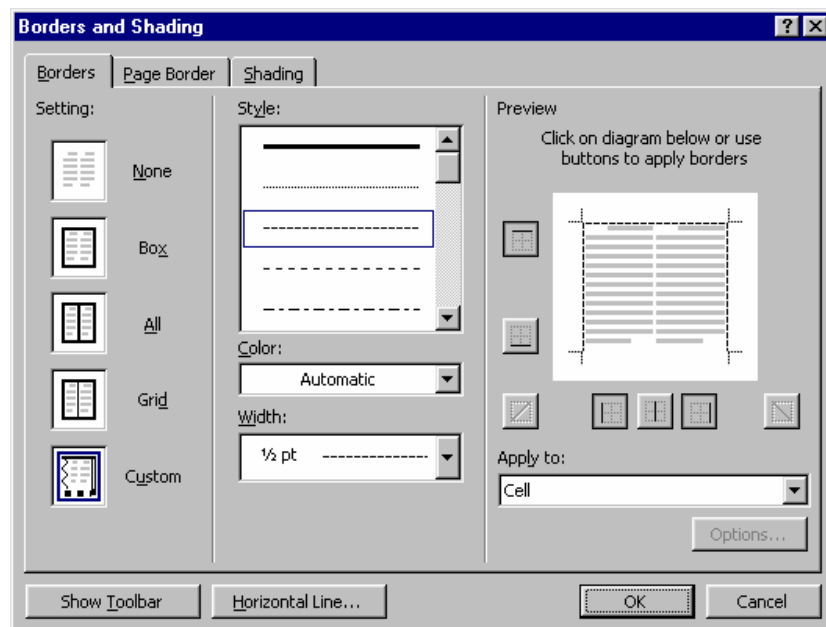 Borders and Shading
Borders
Page Border
Shading
Setting:
None
Box
All
Grid
Custom
Style:
Color:
Automatic
Width:
½ pt
Preview
Click on diagram below or use
buttons to apply borders
Apply to:
Cell
Options...
Show Toolbar
Horizontal Line...
OK
Cancel